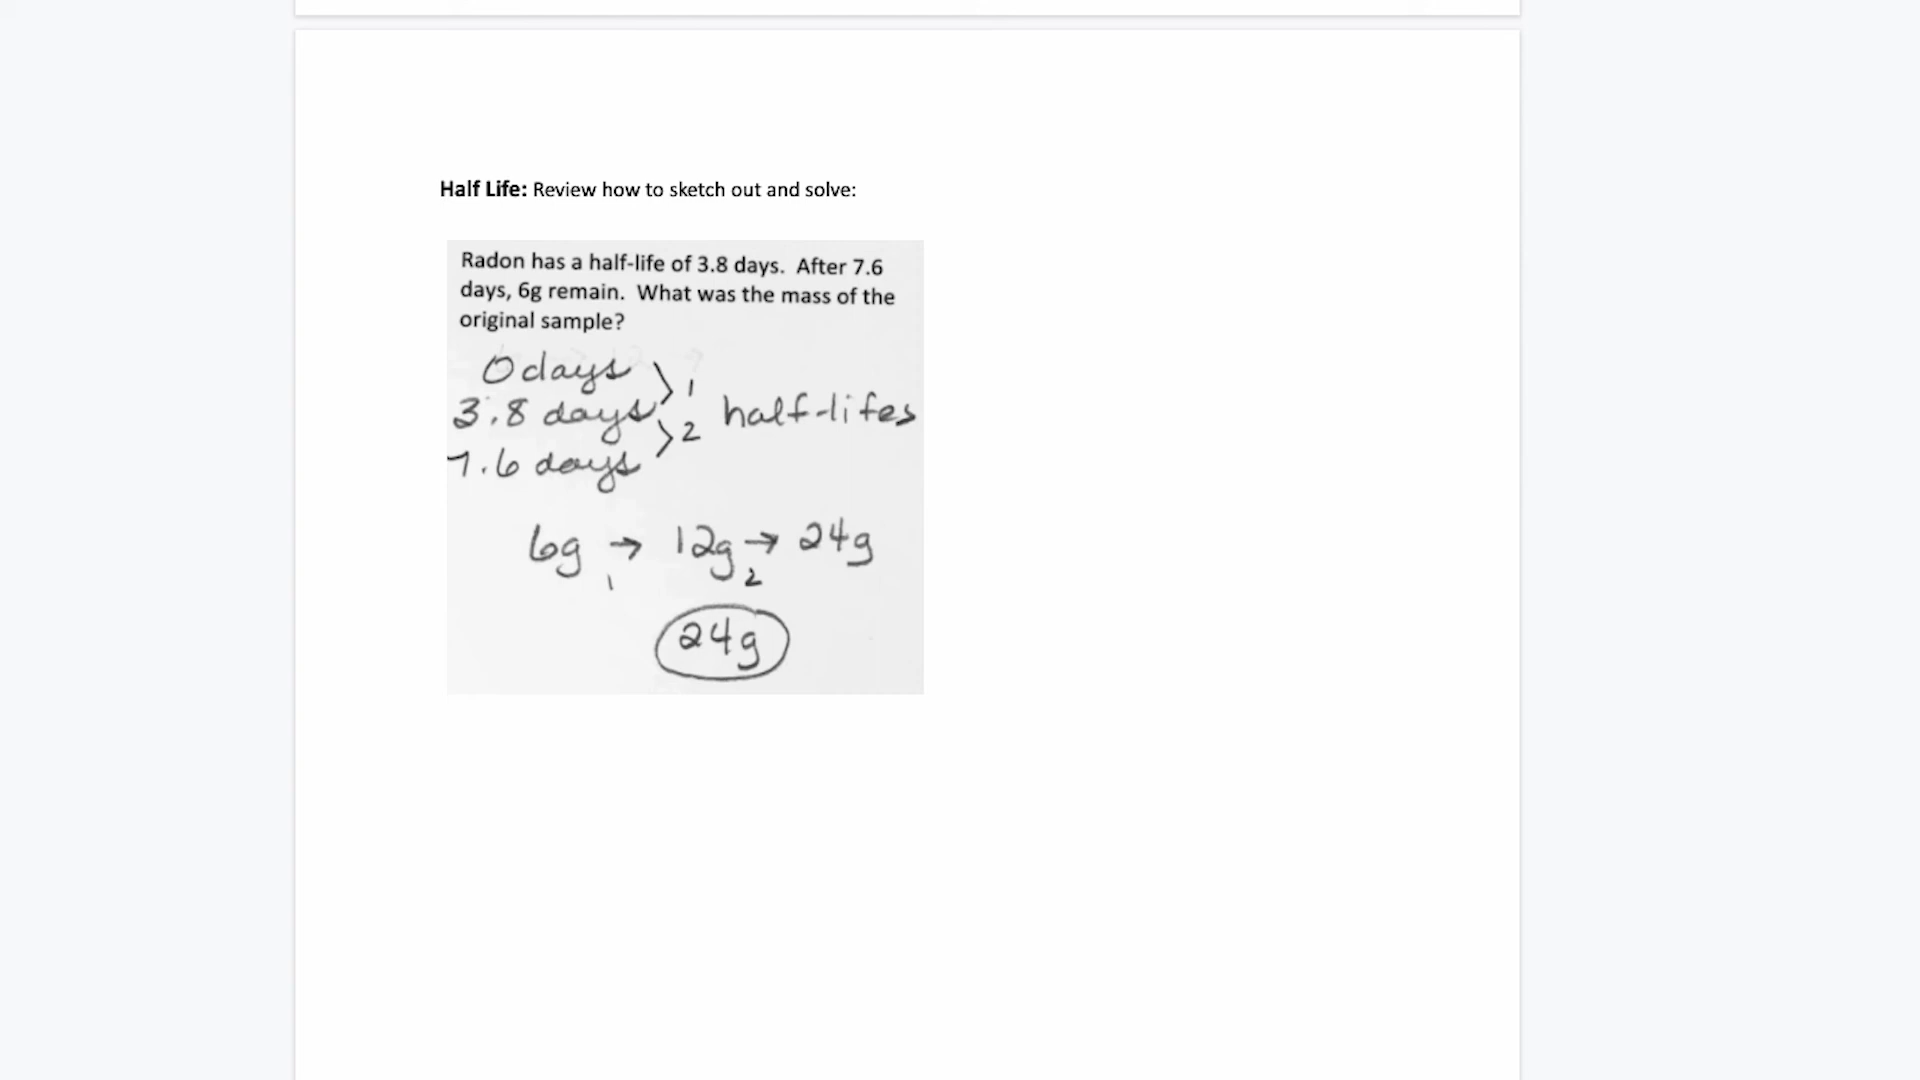 Half Life: Review how to sketch out and solve:
Radon has a half-life of 3.8 days. After 7.6
days, 6g remain. What was the mass of the
original sample?
0 days
3.8 days
7.6 days
1
2
half-lifes
6g → 12g → 24g
1 2
24g